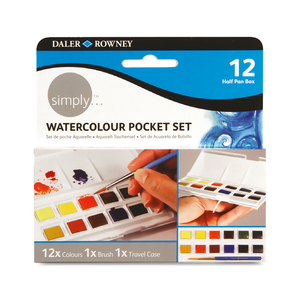 DALER ROWNEY
simply...™
12
Half Pan Box
WATERCOLOUR POCKET SET
Set de poche Aquarelle - Aquarell-Taschenset - Set de Acuarela de Bolsillo
12x Colours 1x Brush 1x Travel Case